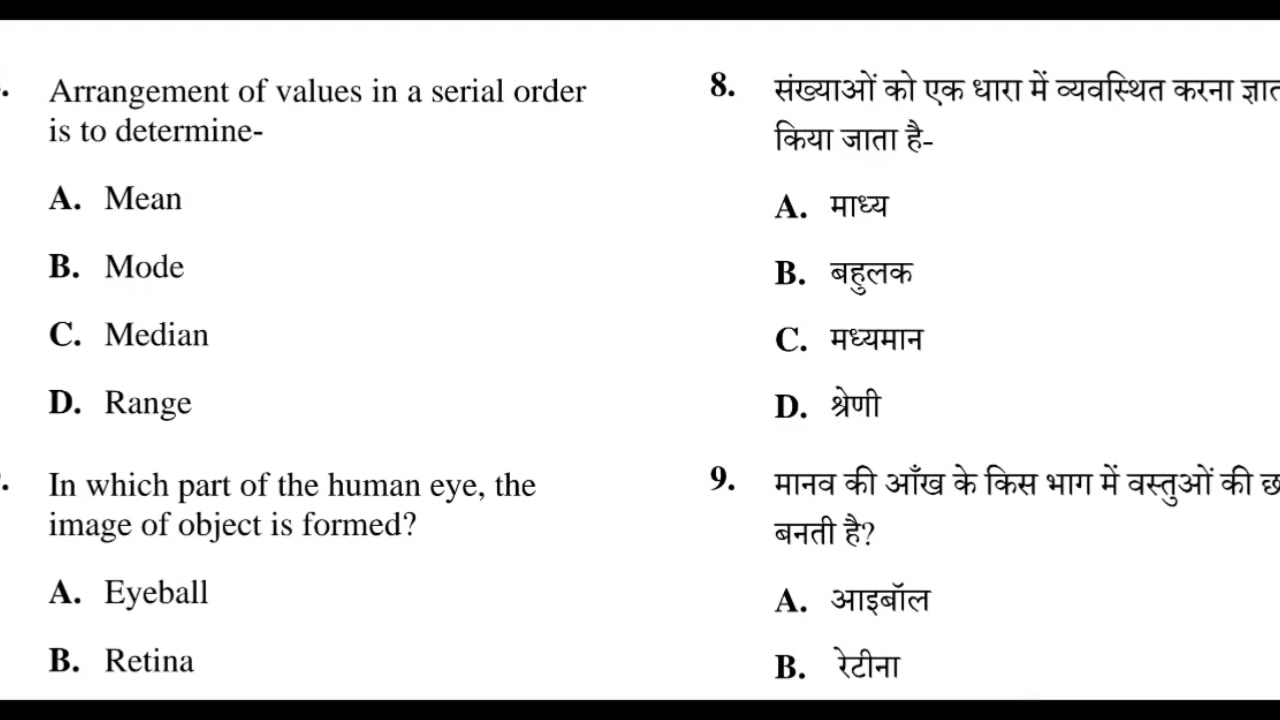 Arrangement of values in a serial order
is to determine-
A. Mean
B. Mode
C. Median
D. Range
In which part of the human eye, the
image of object is formed?
A. Eyeball
B. Retina
8. संख्याओं को एक धारा में व्यवस्थित करना
किया जाता है-
A. माध्य
B. बहुलक
C. मध्यमान
D. श्रेणी
9. मानव की आँख के किस भाग में वस्तुओं की
बनती है?
A. आइबॉल
B. रेटीना